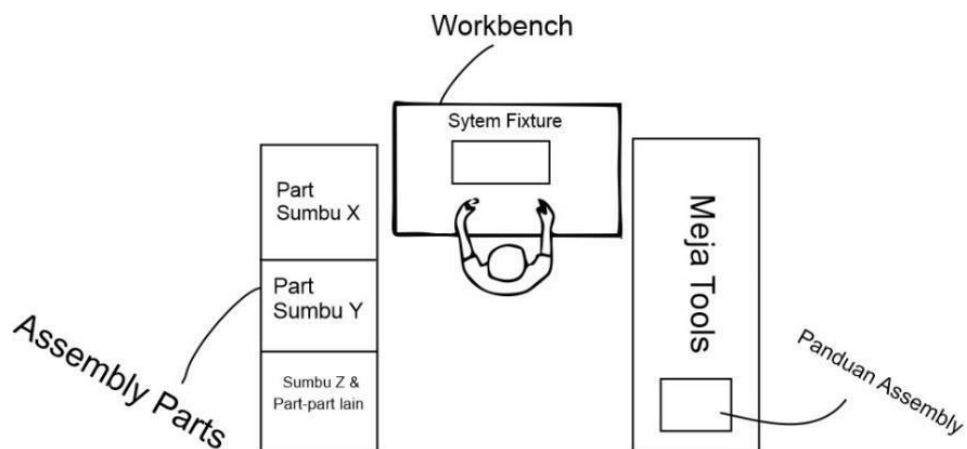 Workbench
Sytem Fixture
Part
Sumbu X
Part
Sumbu Y
Sumbu Z &
Part-part lain
Assembly Parts
Meja Tools
Panduan Assembly